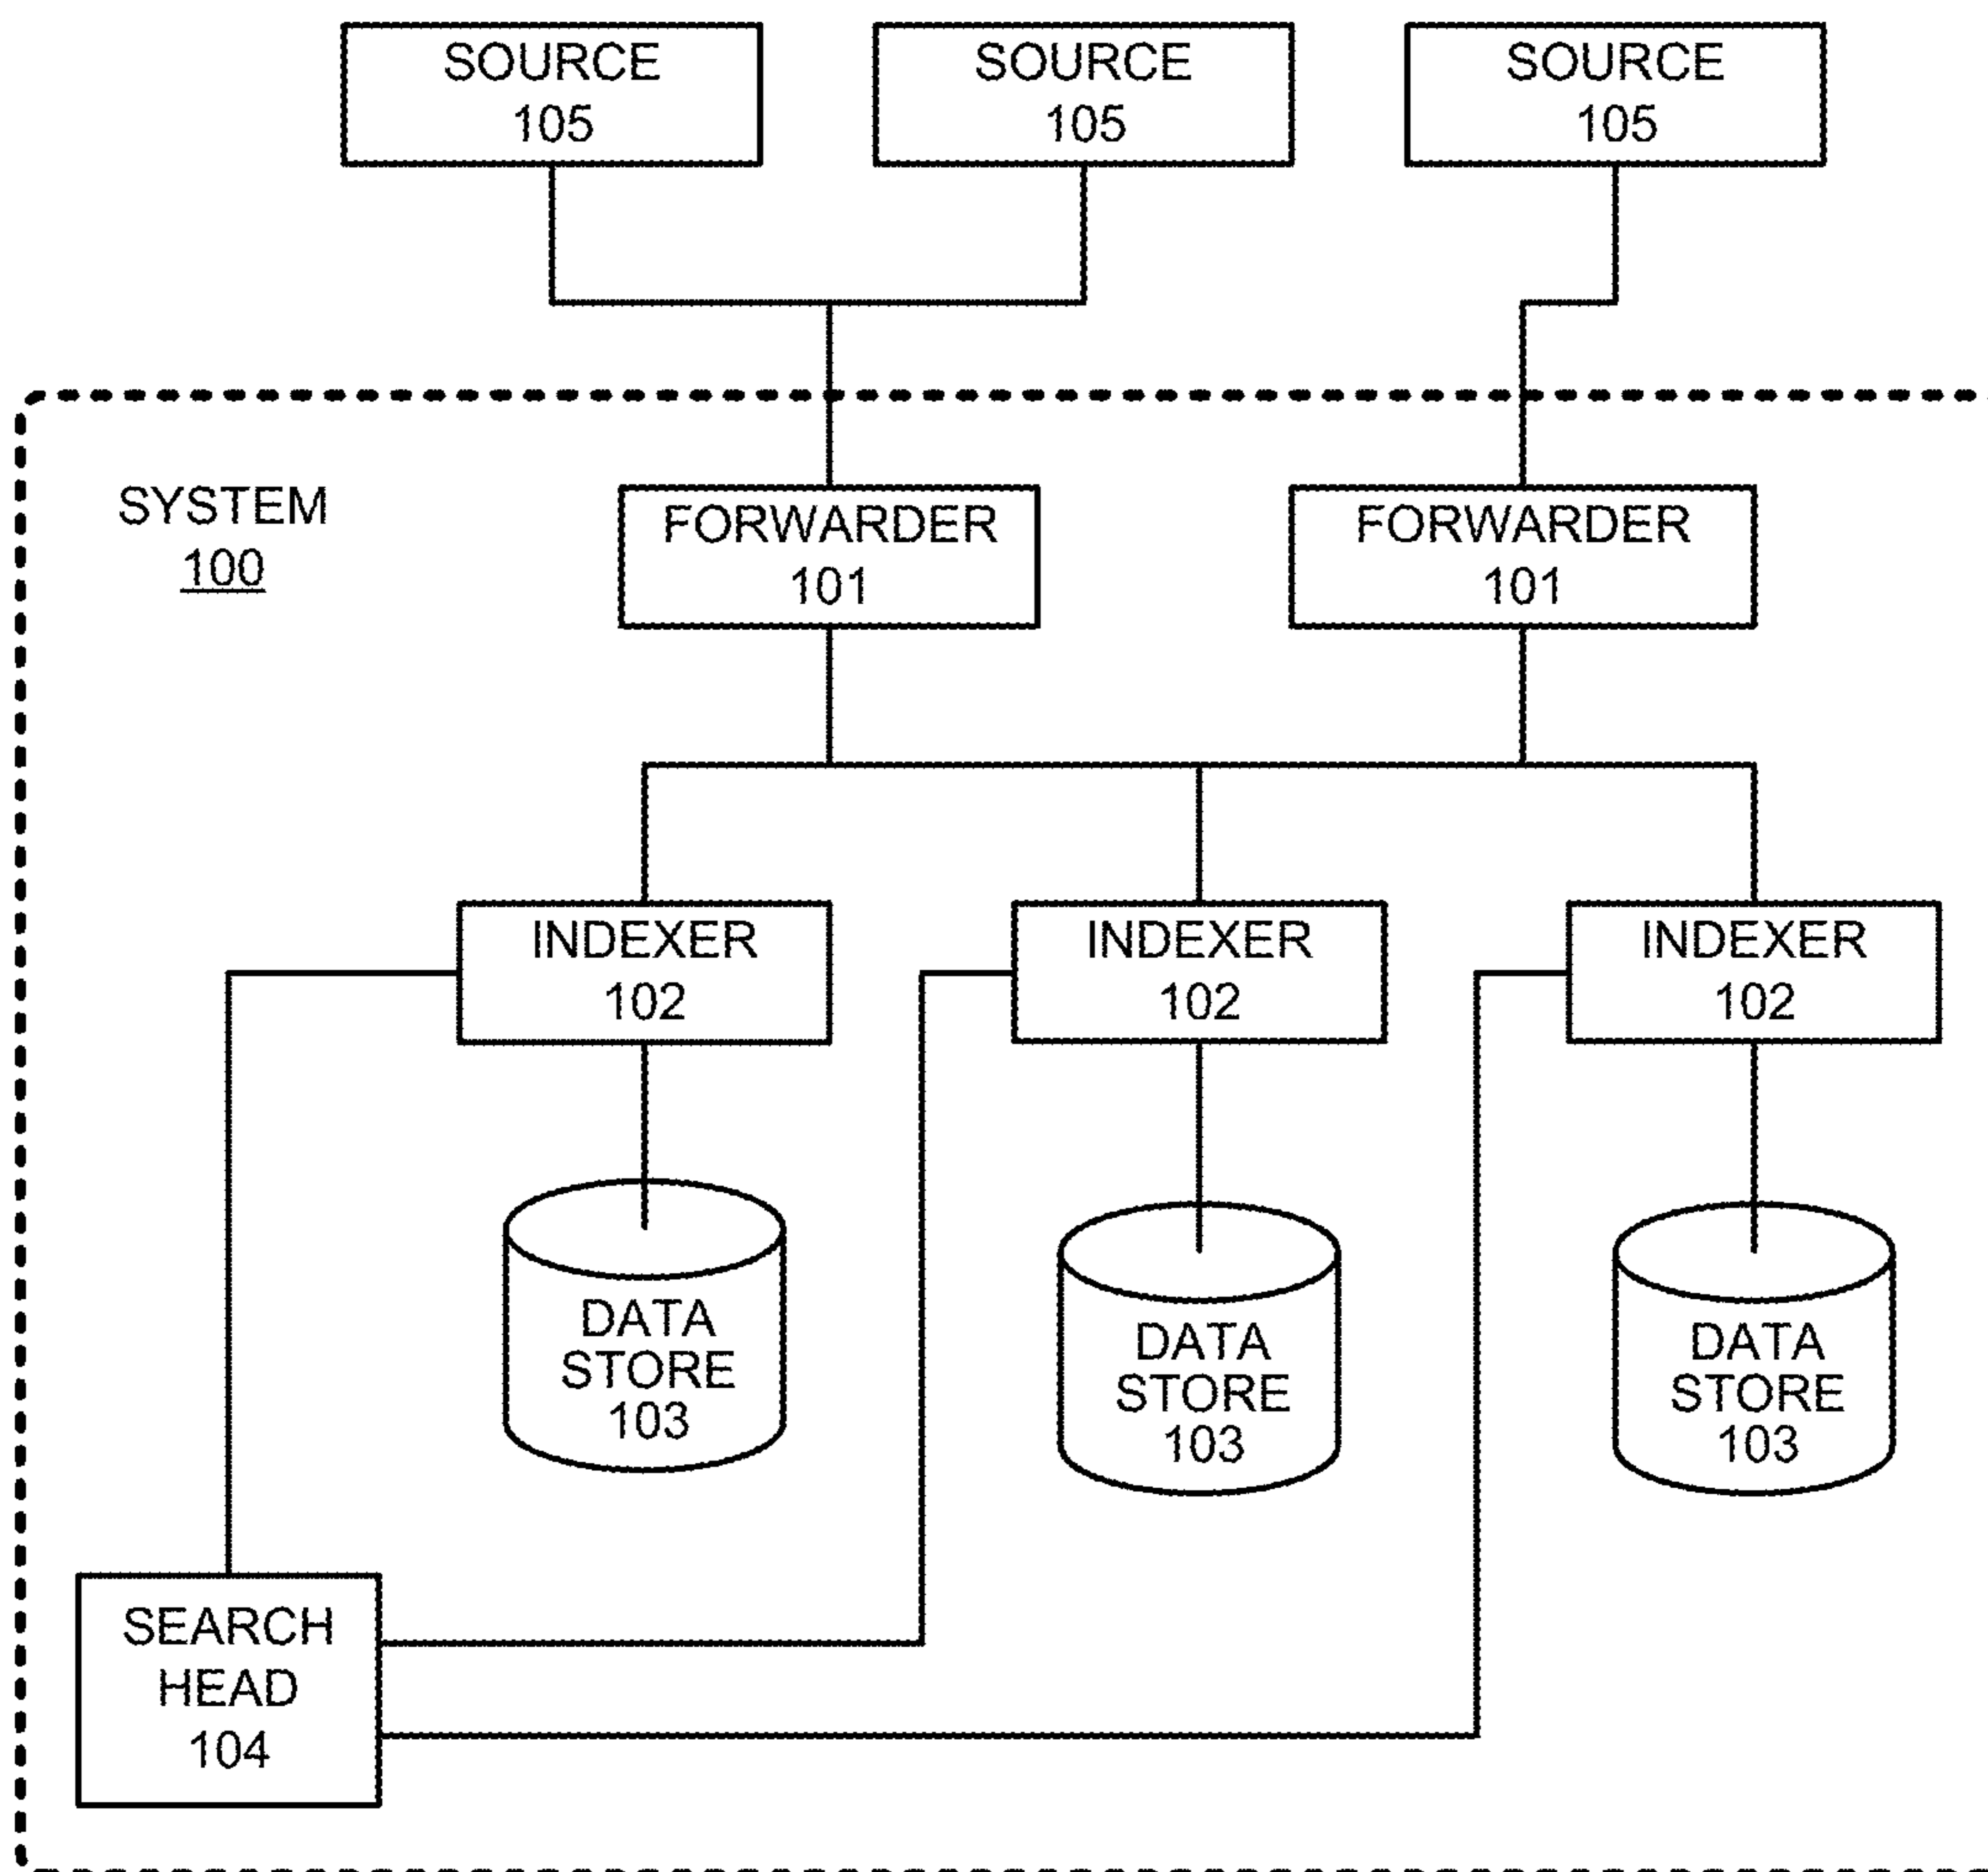 SOURCE
105
SOURCE
105
SOURCE
105
SYSTEM
100
FORWARDER
101
FORWARDER
101
INDEXER
102
INDEXER
102
INDEXER
102
DATA
STORE
103
DATA
STORE
103
DATA
STORE
103
SEARCH
HEAD
104